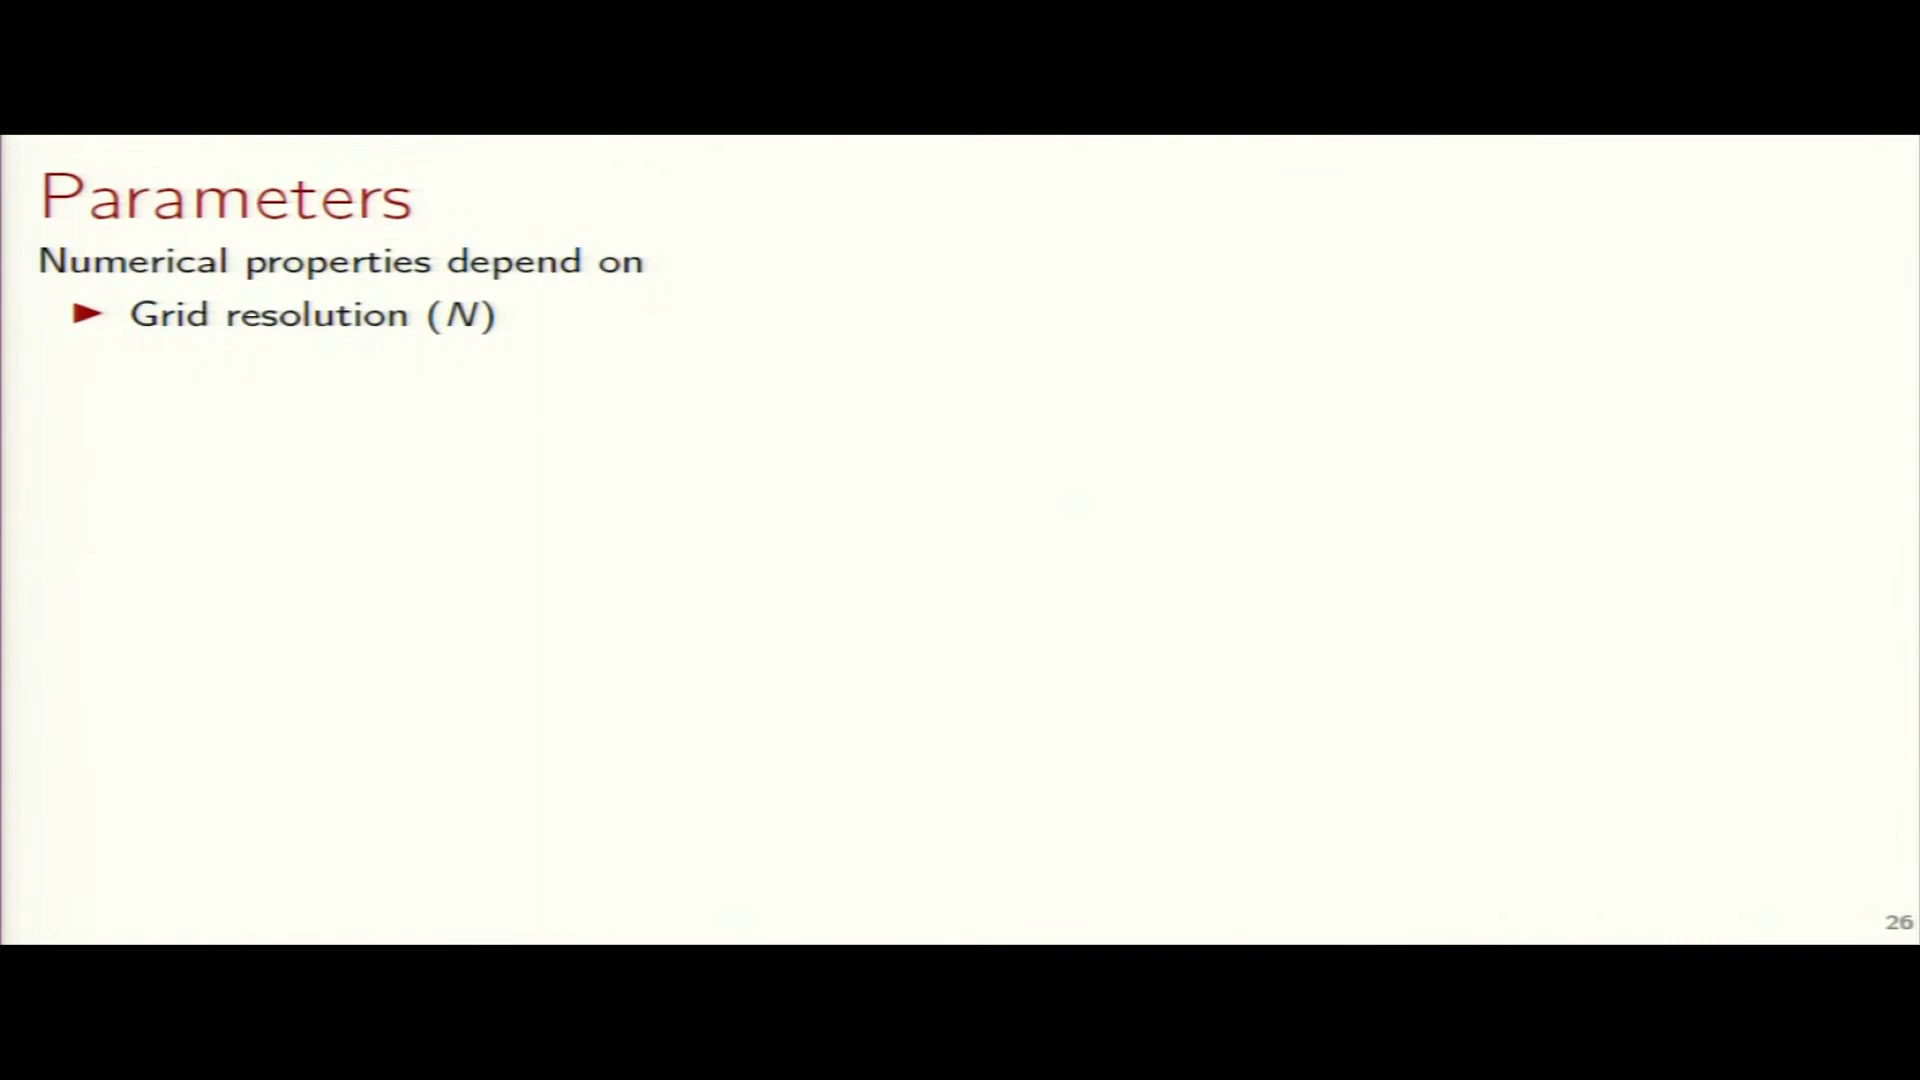 Parameters
Numerical properties depend on
▶ Grid resolution (N)
26